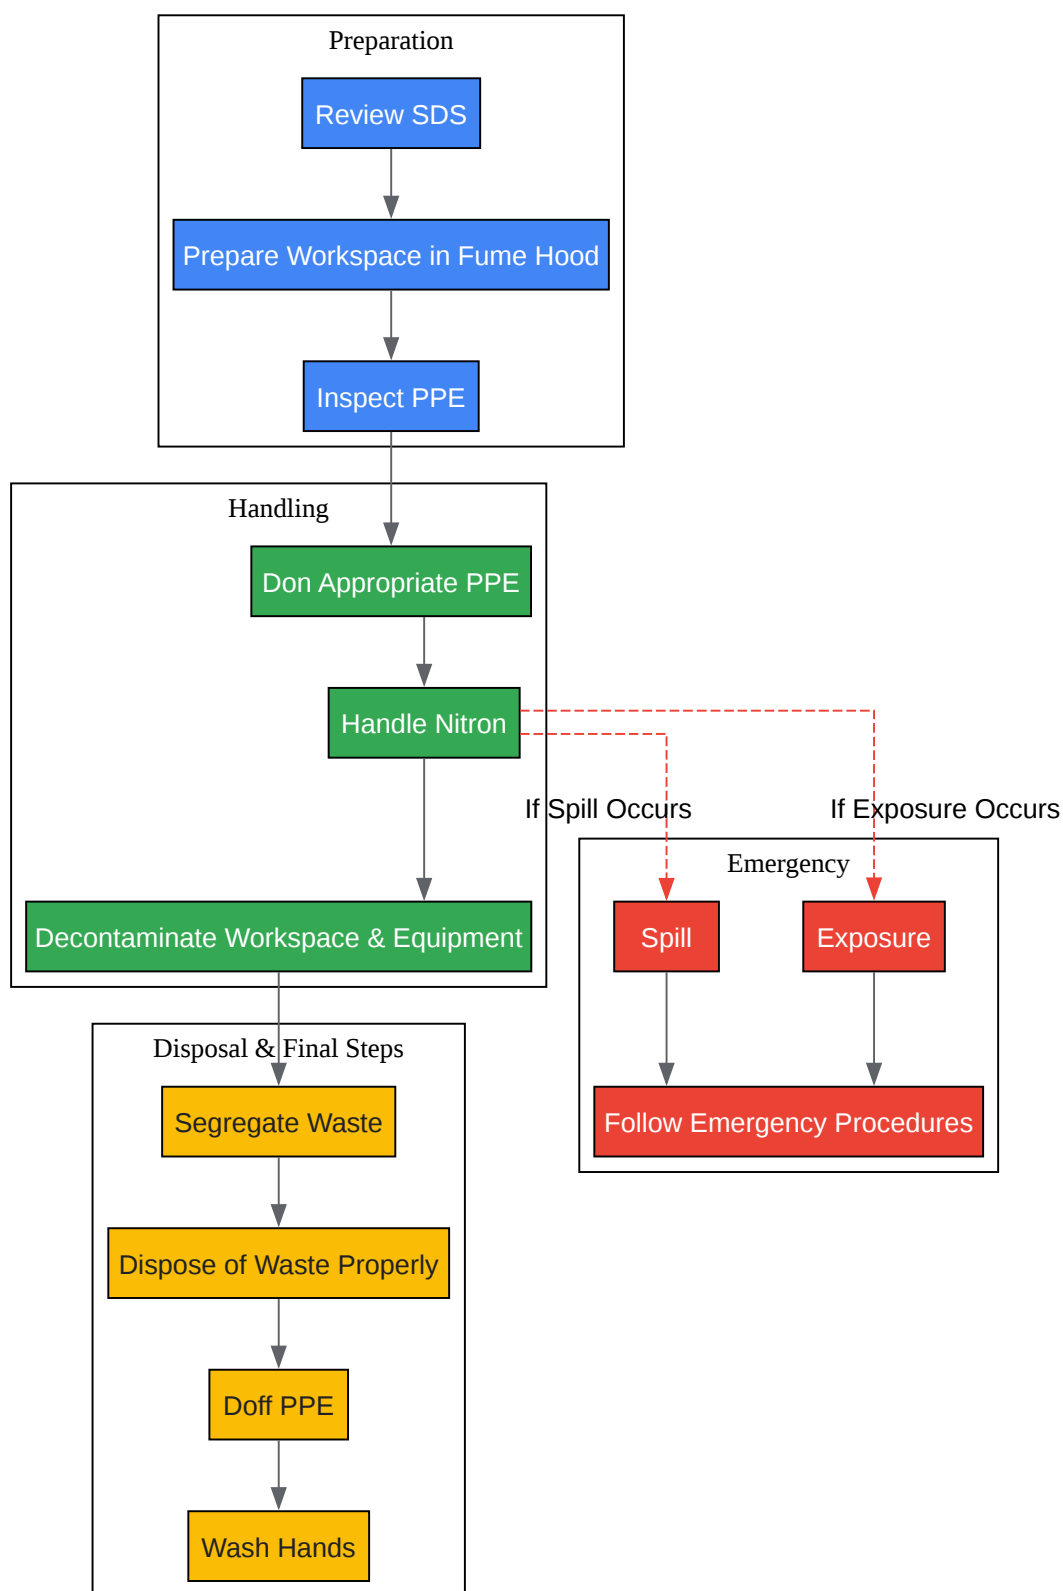 Preparation
Review SDS
Prepare Workspace in Fume Hood
Inspect PPE
Handling
Don Appropriate PPE
Handle Nitron
If Spill Occurs
If Exposure Occurs
Emergency
Spill
Exposure
Decontaminate Workspace & Equipment
Disposal & Final Steps
Segregate Waste
Follow Emergency Procedures
Dispose of Waste Properly
Doff PPE
Wash Hands